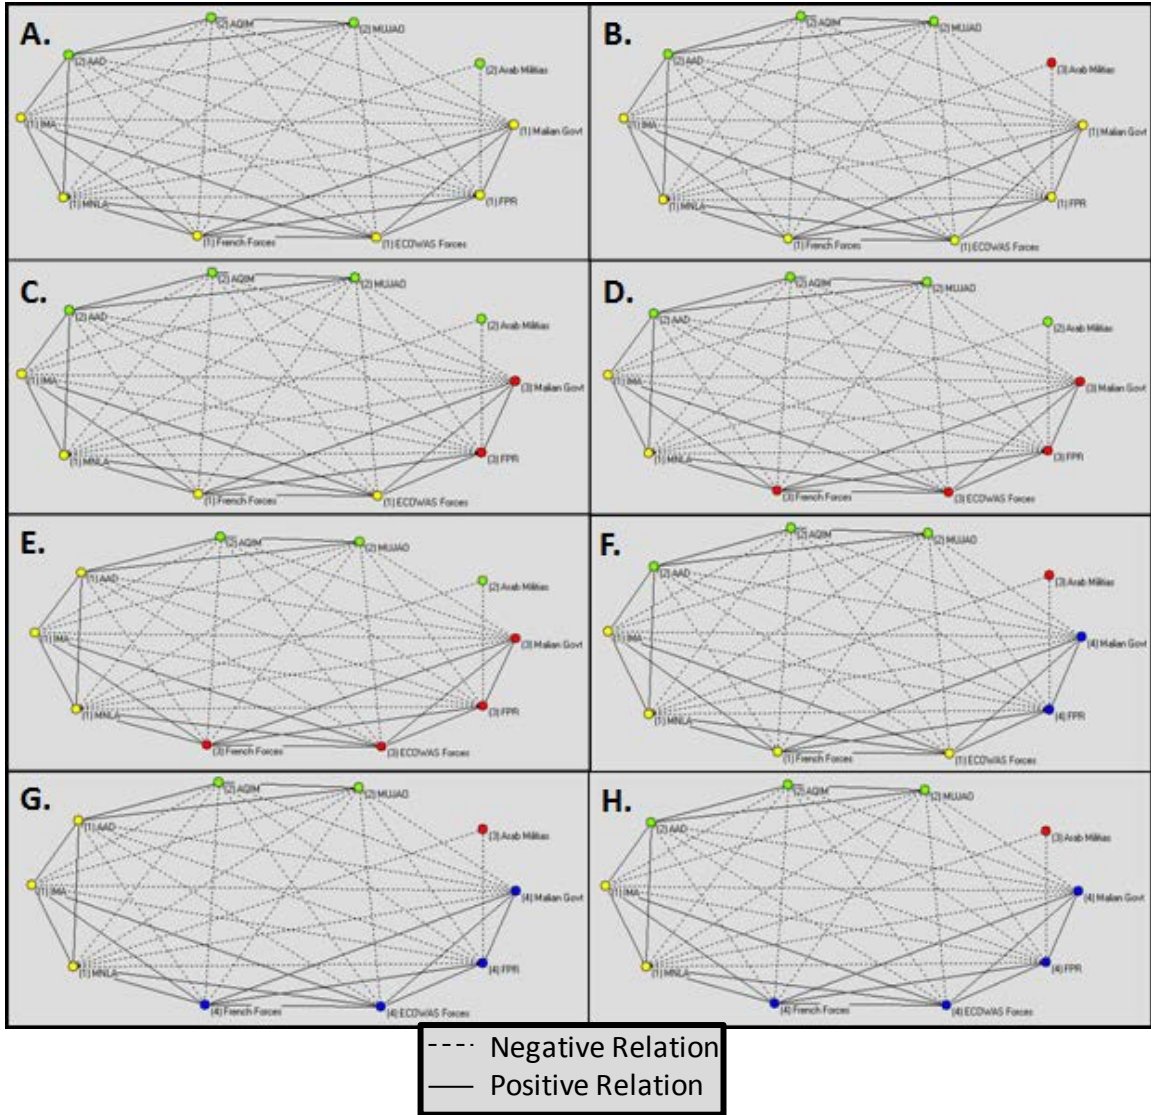 A.
(2) AQIM
(2) MUJAO
(2) AAD
(2) Arab Militias
(1) IMA
(1) Malian Govt
(1) MNLA
(1) FPR
(1) French Forces
(1) ECOWAS Forces
B.
(2) AQIM
(2) MUJAO
(2) AAD
(3) Arab Militias
(1) IMA
(1) Malian Govt
(1) MNLA
(1) FPR
(1) French Forces
(1) ECOWAS Forces
C.
(2) AQIM
(2) MUJAO
(2) AAD
(2) Arab Militias
(1) IMA
(3) Malian Govt
(1) MNLA
(3) FPR
(1) French Forces
(1) ECOWAS Forces
D.
(2) AQIM
(2) MUJAO
(2) AAD
(2) Arab Militias
(1) IMA
(3) Malian Govt
(1) MNLA
(3) FPR
(3) French Forces
(3) ECOWAS Forces
E.
(2) AQIM
(2) MUJAO
(1) AAD
(2) Arab Militias
(1) IMA
(3) Malian Govt
(1) MNLA
(3) FPR
(3) French Forces
(3) ECOWAS Forces
F.
(2) AQIM
(2) MUJAO
(2) AAD
(3) Arab Militias
(1) IMA
(4) Malian Govt
(1) MNLA
(4) FPR
(1) French Forces
(1) ECOWAS Forces
G.
(2) AQIM
(2) MUJAO
(1) AAD
(3) Arab Militias
(1) IMA
(4) Malian Govt
(1) MNLA
(4) FPR
(4) French Forces
(4) ECOWAS Forces
H.
(2) AQIM
(2) MUJAO
(2) AAD
(3) Arab Militias
(1) IMA
(4) Malian Govt
(1) MNLA
(4) FPR
(4) French Forces
(4) ECOWAS Forces
Negative Relation
Positive Relation